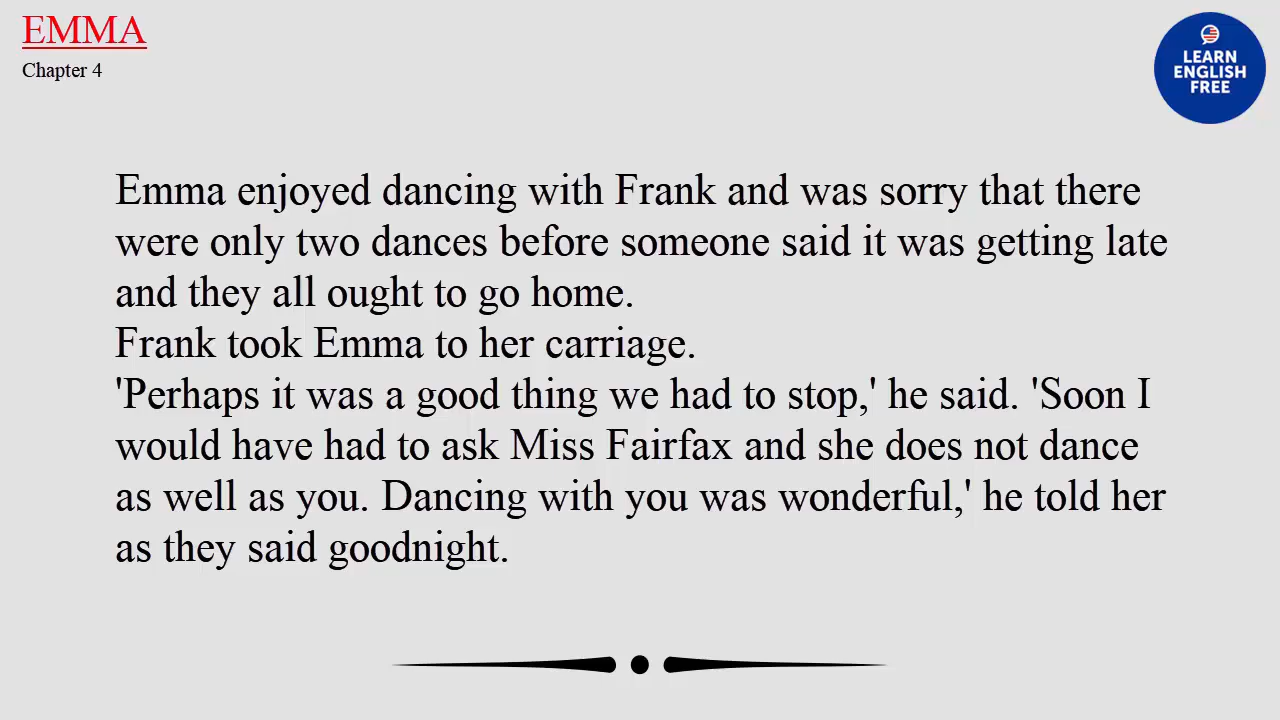 EMMA
Chapter 4
LEARN
ENGLISH
FREE
Emma enjoyed dancing with Frank and was sorry that there
were only two dances before someone said it was getting late
and they all ought to go home.
Frank took Emma to her carriage.
'Perhaps it was a good thing we had to stop,' he said. 'Soon I
would have had to ask Miss Fairfax and she does not dance
as well as you. Dancing with you was wonderful,' he told her
as they said goodnight.